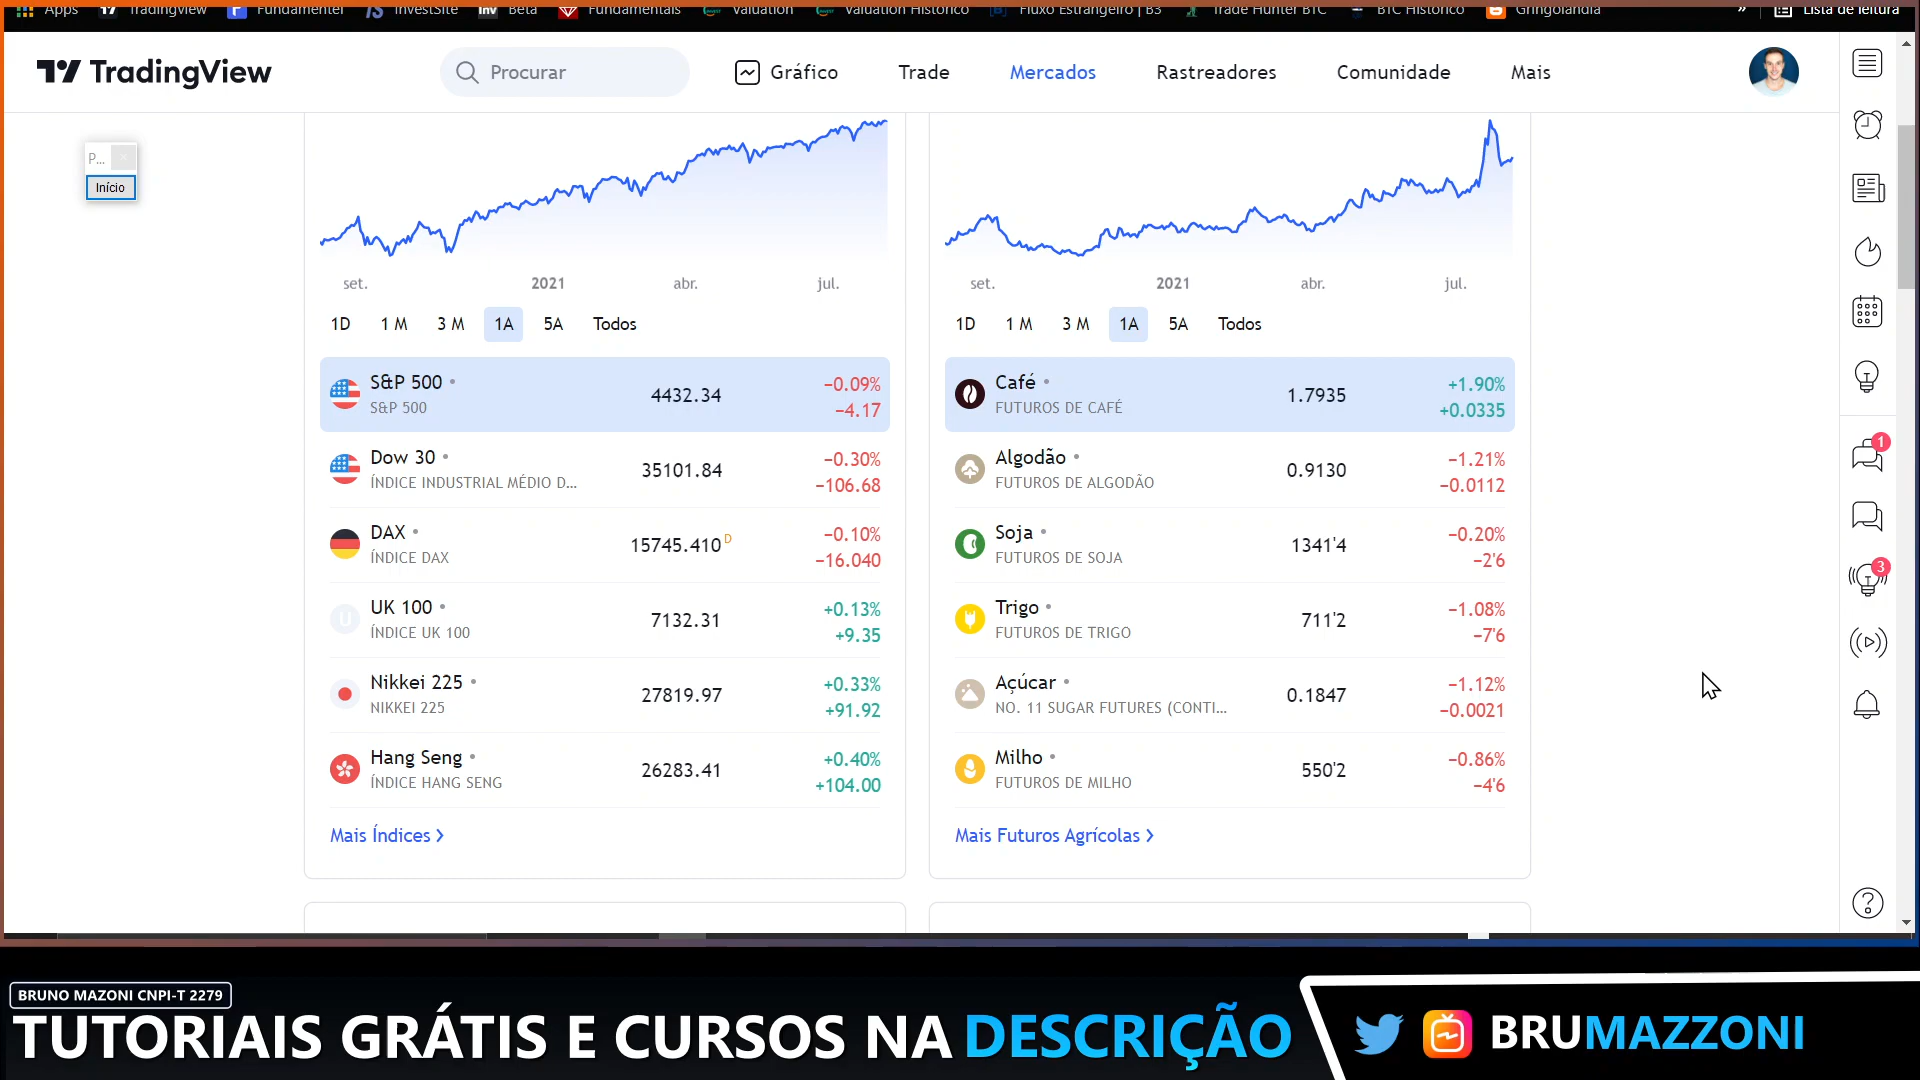 Apps TradingView Fundamentei InvestSite Beta Fundamentais Valuation Valuation Histórico Fluxo Estrangeiro | B3 Trade Hunter BTC BTC Histórico Gringolândia » Lista de leitura
TradingView Procurar Gráfico Trade Mercados Rastreadores Comunidade Mais
P... ×
Início
set. 2021 abr. jul.
1D 1 M 3 M 1A 5A Todos
S&P 500 4432.34 −0.09%
S&P 500 −4.17
Dow 30 35101.84 −0.30%
ÍNDICE INDUSTRIAL MÉDIO D... −106.68
DAX 15745.410 D −0.10%
ÍNDICE DAX −16.040
U UK 100 7132.31 +0.13%
ÍNDICE UK 100 +9.35
Nikkei 225 27819.97 +0.33%
NIKKEI 225 +91.92
Hang Seng 26283.41 +0.40%
ÍNDICE HANG SENG +104.00
Mais Índices
set. 2021 abr. jul.
1D 1 M 3 M 1A 5A Todos
Café 1.7935 +1.90%
FUTUROS DE CAFÉ +0.0335
Algodão 0.9130 −1.21%
FUTUROS DE ALGODÃO −0.0112
Soja 1341'4 −0.20%
FUTUROS DE SOJA −2'6
Trigo 711'2 −1.08%
FUTUROS DE TRIGO −7'6
Açúcar 0.1847 −1.12%
NO. 11 SUGAR FUTURES (CONTI... −0.0021
Milho 550'2 −0.86%
FUTUROS DE MILHO −4'6
Mais Futuros Agrícolas
1
3
?
BRUNO MAZONI CNPI-T 2279
TUTORIAIS GRÁTIS E CURSOS NA DESCRIÇÃO
BRUMAZZONI